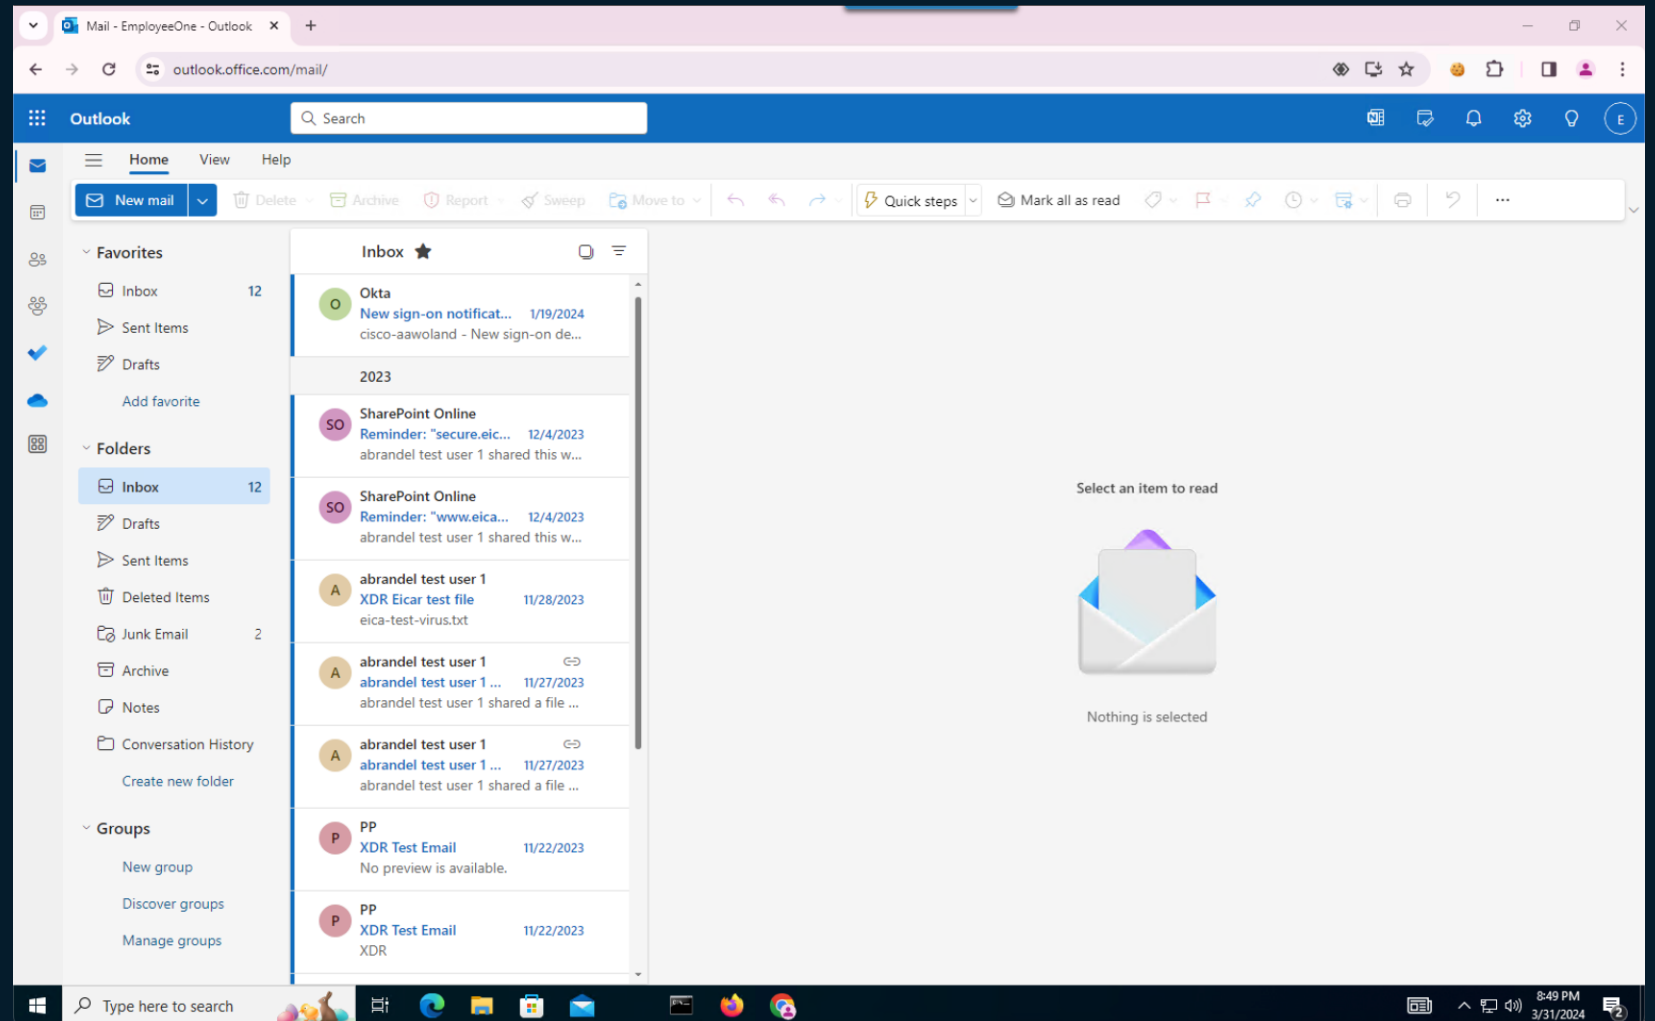 Mail - EmployeeOne - Outlook
outlook.office.com/mail/
Outlook
Search
E
Home View Help
New mail Delete Archive Report Sweep Move to Quick steps Mark all as read
Favorites
Inbox 12
Sent Items
Drafts
Add favorite
Folders
Inbox 12
Drafts
Sent Items
Deleted Items
Junk Email 2
Archive
Notes
Conversation History
Create new folder
Groups
New group
Discover groups
Manage groups
Inbox
O
Okta
New sign-on notificat... 1/19/2024
cisco-aawoland - New sign-on de...
2023
SO
SharePoint Online
Reminder: "secure.eic... 12/4/2023
abrandel test user 1 shared this w...
SO
SharePoint Online
Reminder: "www.eica... 12/4/2023
abrandel test user 1 shared this w...
A
abrandel test user 1
XDR Eicar test file 11/28/2023
eica-test-virus.txt
A
abrandel test user 1
abrandel test user 1 ... 11/27/2023
abrandel test user 1 shared a file ...
A
abrandel test user 1
abrandel test user 1 ... 11/27/2023
abrandel test user 1 shared a file ...
P
PP
XDR Test Email 11/22/2023
No preview is available.
P
PP
XDR Test Email 11/22/2023
XDR
Select an item to read
Nothing is selected
Type here to search
8:49 PM
3/31/2024
2